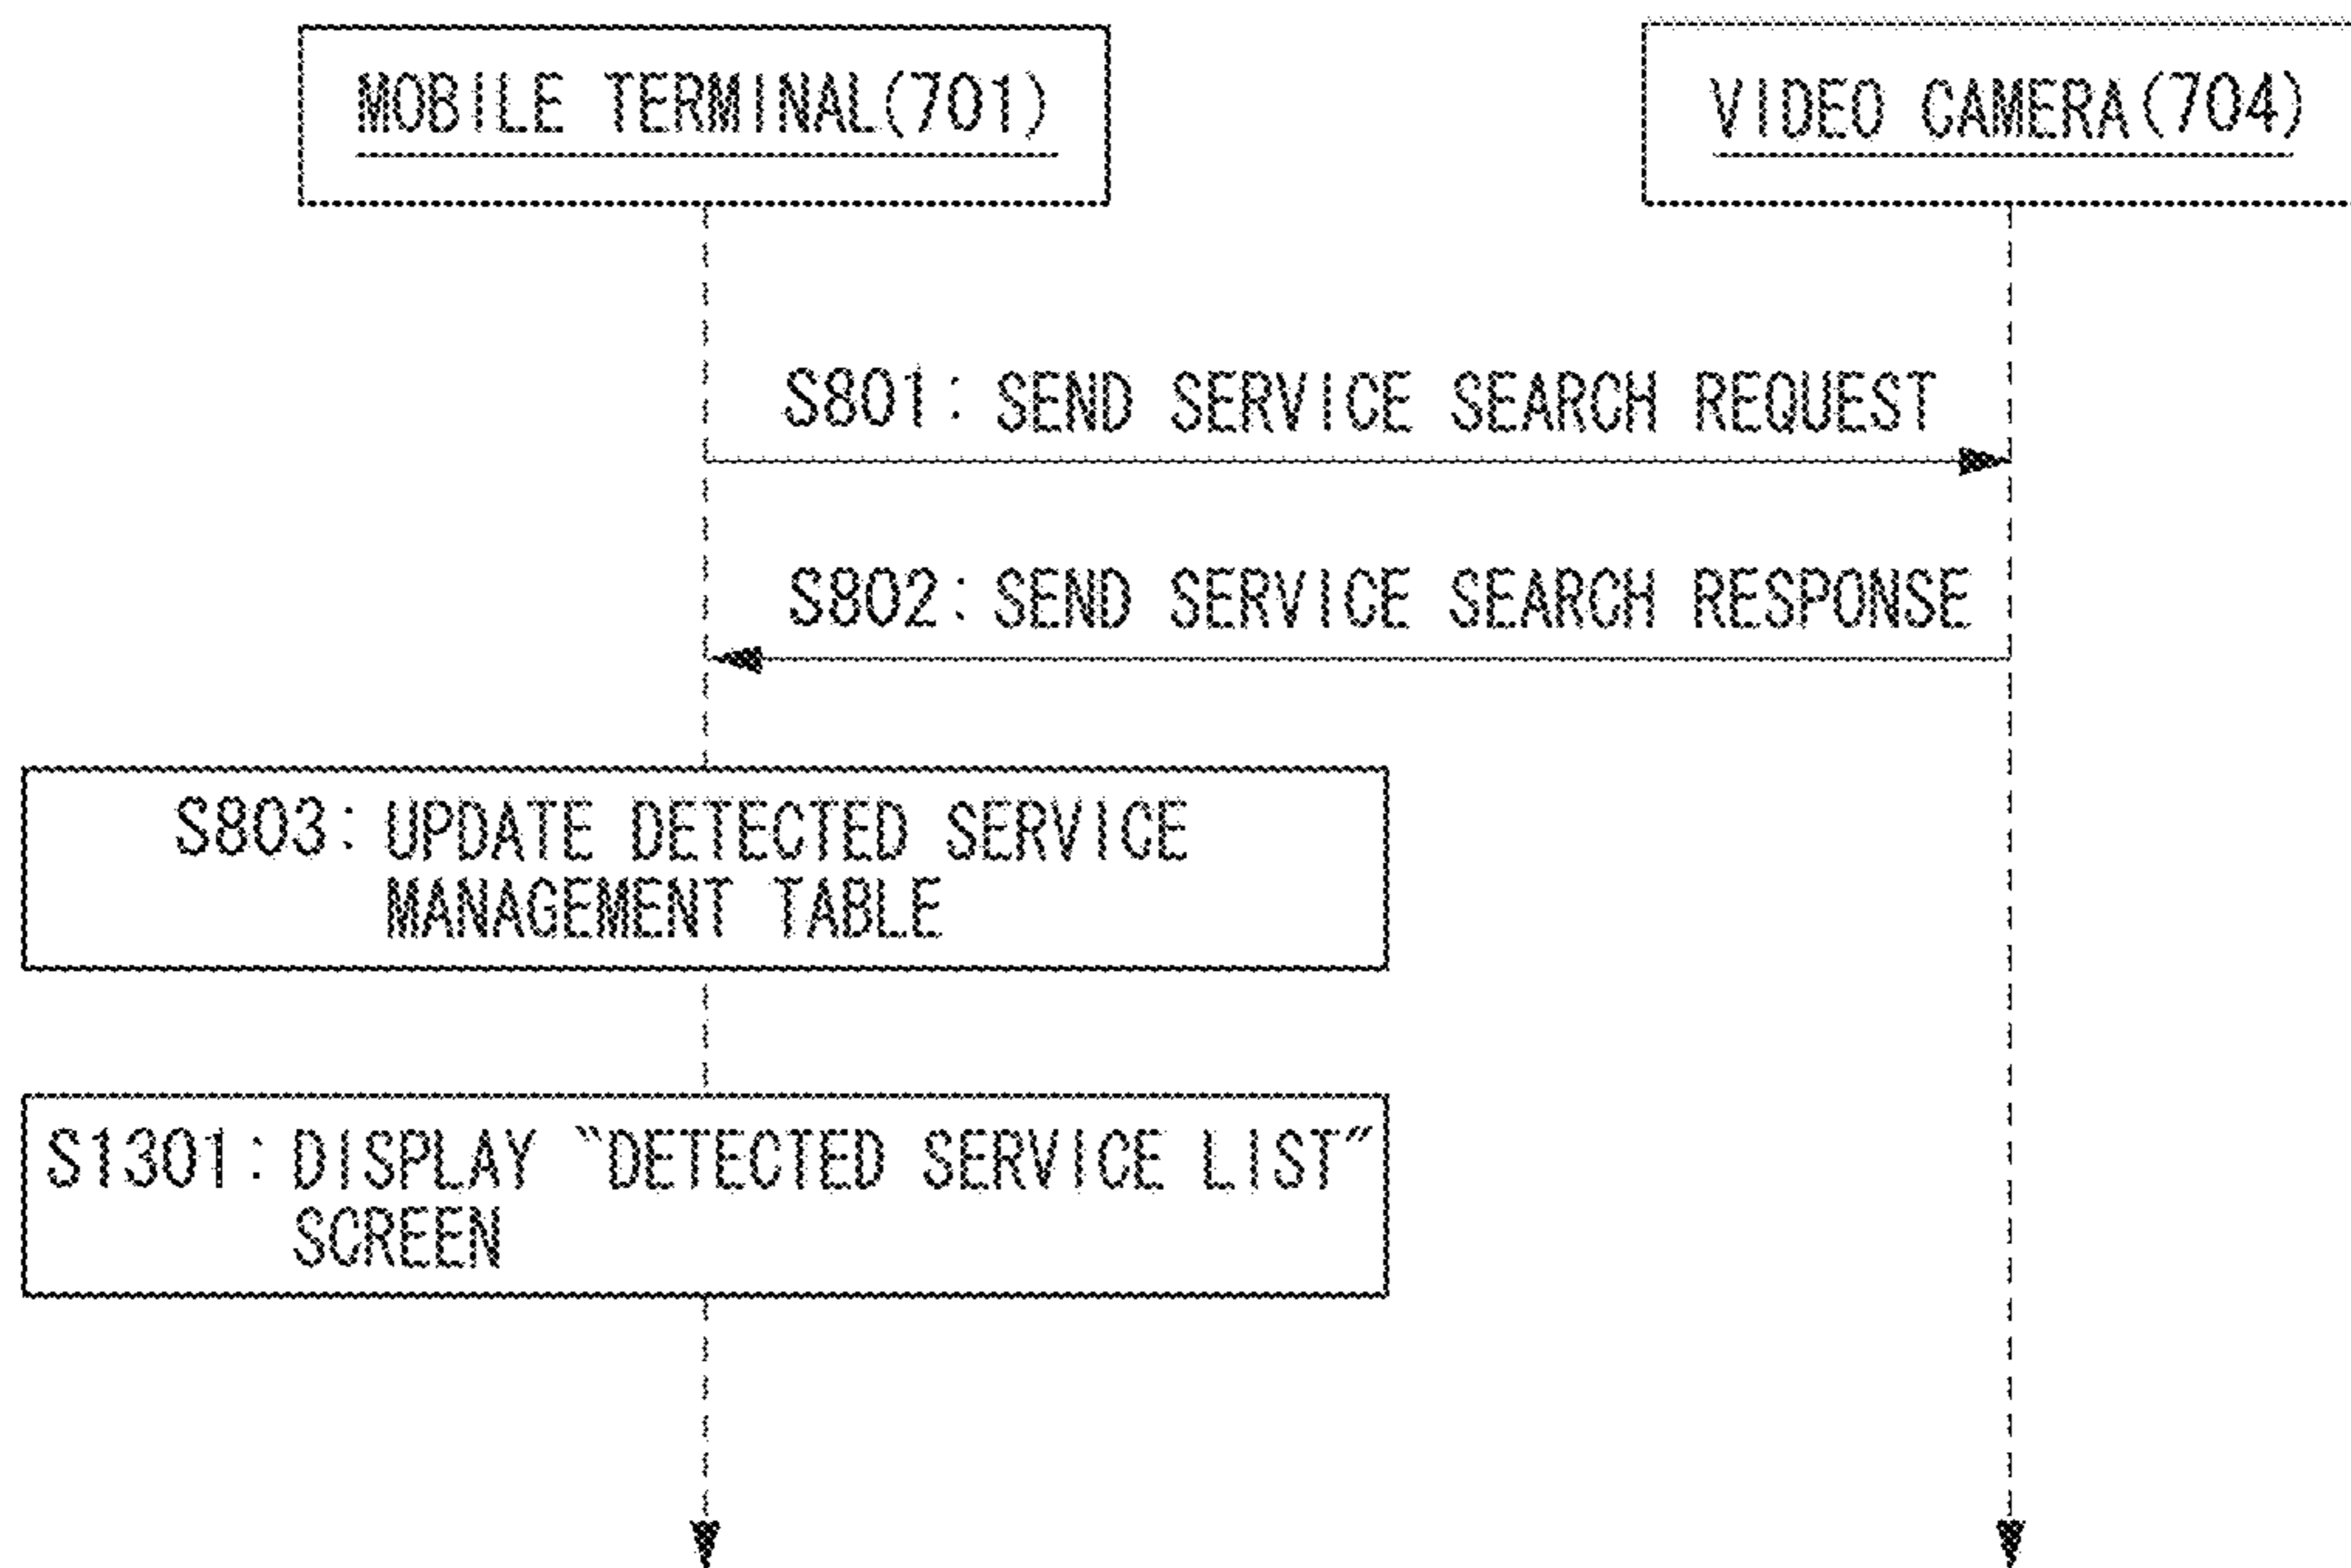 MOBILE TERMINAL(701)
VIDEO CAMERA(704)
S801: SEND SERVICE SEARCH REQUEST
S802: SEND SERVICE SEARCH RESPONSE
S803: UPDATE DETECTED SERVICE
MANAGEMENT TABLE
S1301: DISPLAY "DETECTED SERVICE LIST"
SCREEN